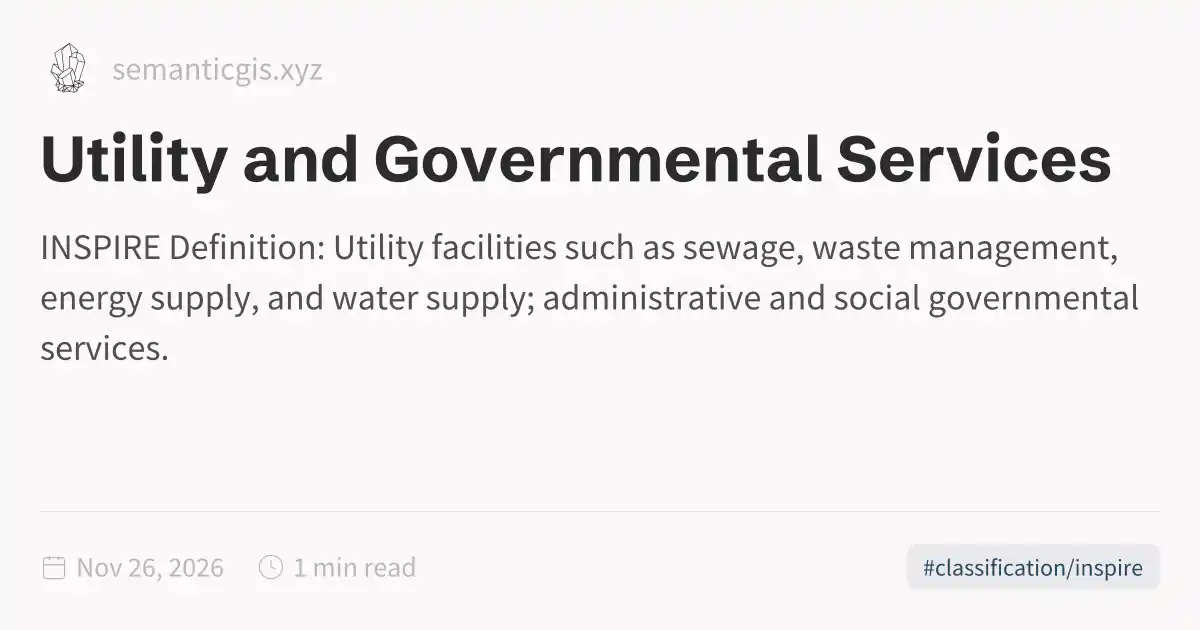 semanticgis.xyz
Utility and Governmental Services
INSPIRE Definition: Utility facilities such as sewage, waste management,
energy supply, and water supply; administrative and social governmental
services.
Nov 26, 2026 1 min read #classification/inspire